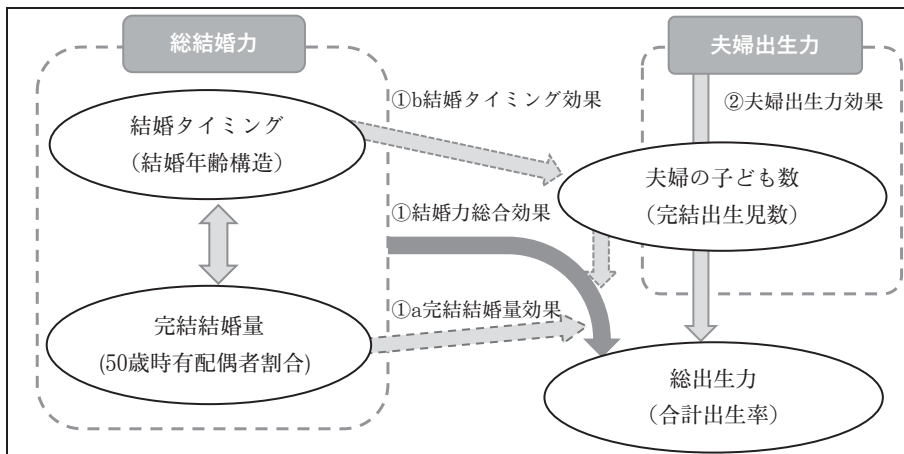 総結婚力
夫婦出生力
①b結婚タイミング効果
②夫婦出生力効果
結婚タイミング
（結婚年齢構造）
夫婦の子ども数
（完結出生児数）
①結婚力総合効果
①a完結結婚量効果
完結結婚量
(50歳時有配偶者割合)
総出生力
（合計出生率）